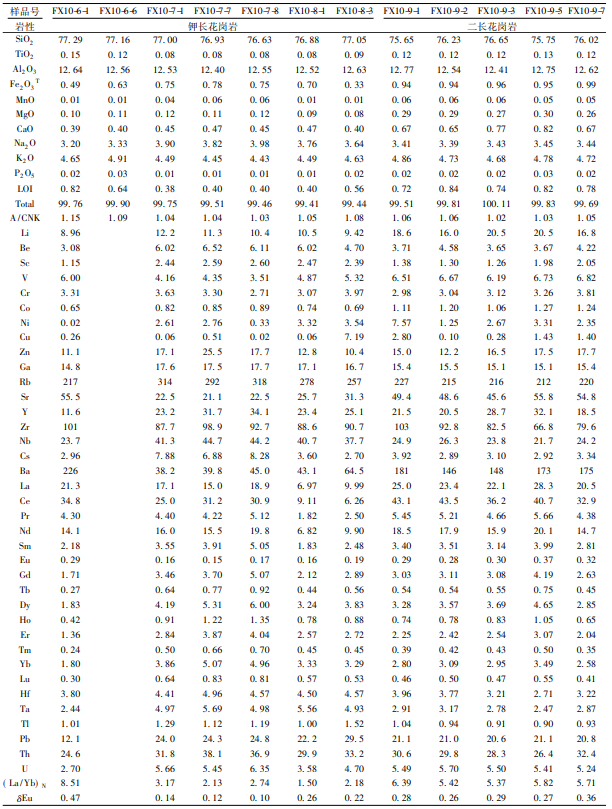 样品号 FX10-6-1 FX10-6-6 FX10-7-1 FX10-7-7 FX10-7-8 FX10-8-1 FX10-8-3 FX10-9-1 FX10-9-2 FX10-9-3 FX10-9-5 FX10-9-7
岩性 钾长花岗岩 二长花岗岩
SiO2 77.29 77.16 77.00 76.93 76.63 76.88 77.05 75.65 76.23 76.65 75.75 76.02
TiO2 0.15 0.12 0.08 0.08 0.08 0.08 0.09 0.12 0.12 0.12 0.13 0.12
Al2O3 12.64 12.56 12.53 12.40 12.55 12.52 12.63 12.77 12.54 12.41 12.75 12.62
Fe2O3T 0.49 0.63 0.75 0.78 0.75 0.70 0.33 0.94 0.94 0.96 0.95 0.99
MnO 0.01 0.01 0.04 0.06 0.06 0.01 0.01 0.06 0.06 0.06 0.05 0.05
MgO 0.10 0.11 0.12 0.11 0.12 0.09 0.08 0.29 0.29 0.27 0.30 0.26
CaO 0.39 0.40 0.45 0.47 0.45 0.47 0.40 0.67 0.65 0.77 0.82 0.67
Na2O 3.20 3.33 3.90 3.82 3.98 3.76 3.64 3.41 3.39 3.43 3.45 3.44
K2O 4.65 4.91 4.49 4.45 4.43 4.49 4.63 4.86 4.73 4.68 4.78 4.72
P2O5 0.02 0.03 0.01 0.01 0.01 0.01 0.02 0.02 0.02 0.02 0.03 0.02
LOI 0.82 0.64 0.38 0.40 0.40 0.40 0.56 0.72 0.84 0.74 0.82 0.78
Total 99.76 99.90 99.75 99.51 99.46 99.41 99.44 99.51 99.81 100.11 99.83 99.69
A/CNK 1.15 1.09 1.04 1.04 1.03 1.05 1.08 1.06 1.06 1.02 1.03 1.05
Li 8.96 12.2 11.3 10.4 10.5 9.42 18.6 16.0 20.5 20.5 16.8
Be 3.08 6.02 6.52 6.11 6.02 4.70 3.71 4.58 3.65 3.67 4.22
Sc 1.15 2.44 2.59 2.60 2.47 2.39 1.38 1.30 1.26 1.98 2.05
V 6.00 4.16 4.35 3.51 4.87 5.32 6.51 6.67 6.19 6.73 6.82
Cr 3.31 3.63 3.30 2.71 3.07 3.97 2.98 3.04 3.12 3.26 3.81
Co 0.65 0.82 0.85 0.89 0.74 0.69 1.11 1.20 1.06 1.27 1.24
Ni 0.02 2.61 2.76 0.33 3.32 3.54 7.57 1.25 2.67 3.31 2.35
Cu 0.26 0.06 0.51 0.02 0.06 7.19 2.80 0.10 0.28 1.43 1.40
Zn 11.1 17.1 25.5 17.7 12.8 10.4 15.0 12.2 16.5 17.5 17.7
Ga 14.8 17.6 17.5 17.7 17.1 16.7 15.4 15.5 15.1 15.1 15.4
Rb 217 314 292 318 278 257 227 215 216 212 220
Sr 55.5 22.5 21.1 22.5 25.7 31.3 49.4 48.6 45.6 55.8 54.8
Y 11.6 23.2 31.7 34.1 23.4 25.1 21.5 20.5 28.7 32.1 18.5
Zr 101 87.7 98.9 92.7 88.6 90.7 103 92.8 82.5 66.8 79.6
Nb 23.7 41.3 44.7 44.2 40.7 37.7 24.9 26.3 23.8 21.7 24.2
Cs 2.96 7.88 6.88 8.28 3.60 2.70 3.92 2.89 3.10 2.92 3.34
Ba 226 38.2 39.8 45.0 43.1 64.5 181 146 148 173 175
La 21.3 17.1 15.0 18.9 6.97 9.99 25.0 23.4 22.1 28.3 20.5
Ce 34.8 25.0 31.2 30.9 9.11 6.26 43.1 43.5 36.2 40.7 32.9
Pr 4.30 4.40 4.22 5.12 1.82 2.50 5.45 5.21 4.66 5.66 4.38
Nd 14.1 16.0 15.5 19.8 6.82 9.90 18.5 17.9 15.9 20.1 14.7
Sm 2.18 3.55 3.91 5.05 1.83 2.48 3.40 3.51 3.14 3.99 2.81
Eu 0.29 0.16 0.15 0.17 0.16 0.19 0.29 0.28 0.30 0.37 0.32
Gd 1.71 3.46 3.70 5.07 2.12 2.89 3.03 3.11 3.08 4.19 2.63
Tb 0.27 0.64 0.77 0.92 0.44 0.56 0.54 0.54 0.55 0.75 0.45
Dy 1.83 4.19 5.31 6.00 3.24 3.83 3.28 3.57 3.69 4.65 2.85
Ho 0.42 0.91 1.22 1.35 0.78 0.88 0.74 0.78 0.83 1.05 0.65
Er 1.36 2.84 3.87 4.04 2.57 2.72 2.25 2.42 2.54 3.07 2.04
Tm 0.24 0.50 0.66 0.70 0.45 0.45 0.39 0.42 0.43 0.50 0.35
Yb 1.80 3.86 5.07 4.96 3.33 3.29 2.80 3.09 2.95 3.49 2.58
Lu 0.30 0.64 0.83 0.81 0.57 0.53 0.46 0.50 0.47 0.55 0.41
Hf 3.80 4.41 4.96 4.57 4.50 4.57 3.96 3.77 3.21 2.71 3.22
Ta 2.44 4.97 5.69 4.98 5.56 4.93 2.91 3.17 2.78 2.47 2.87
Tl 1.01 1.29 1.12 1.19 1.00 1.52 1.04 0.94 0.91 0.90 0.93
Pb 12.1 24.0 24.3 24.8 22.2 29.5 21.1 21.0 20.6 21.1 20.8
Th 24.6 31.8 38.1 36.9 29.9 33.2 30.6 29.8 28.3 26.4 32.4
U 2.70 5.66 5.45 6.35 3.58 4.70 5.49 5.70 5.50 5.41 5.24
(La/Yb)N 8.51 3.17 2.13 2.74 1.50 2.18 6.39 5.42 5.37 5.82 5.71
δEu 0.47 0.14 0.12 0.10 0.26 0.22 0.28 0.26 0.29 0.27 0.36